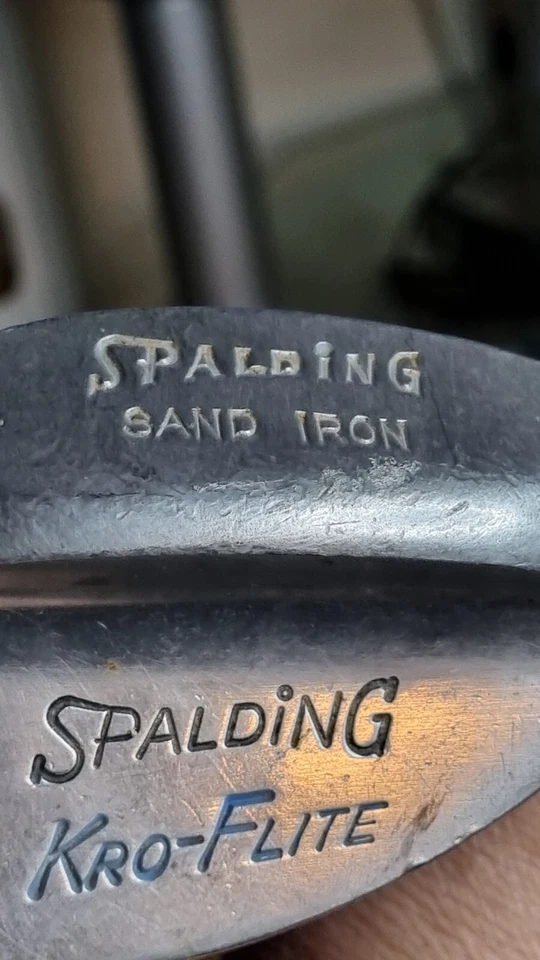 SPALDING
SAND IRON
SPALDING
KRO-FLITE